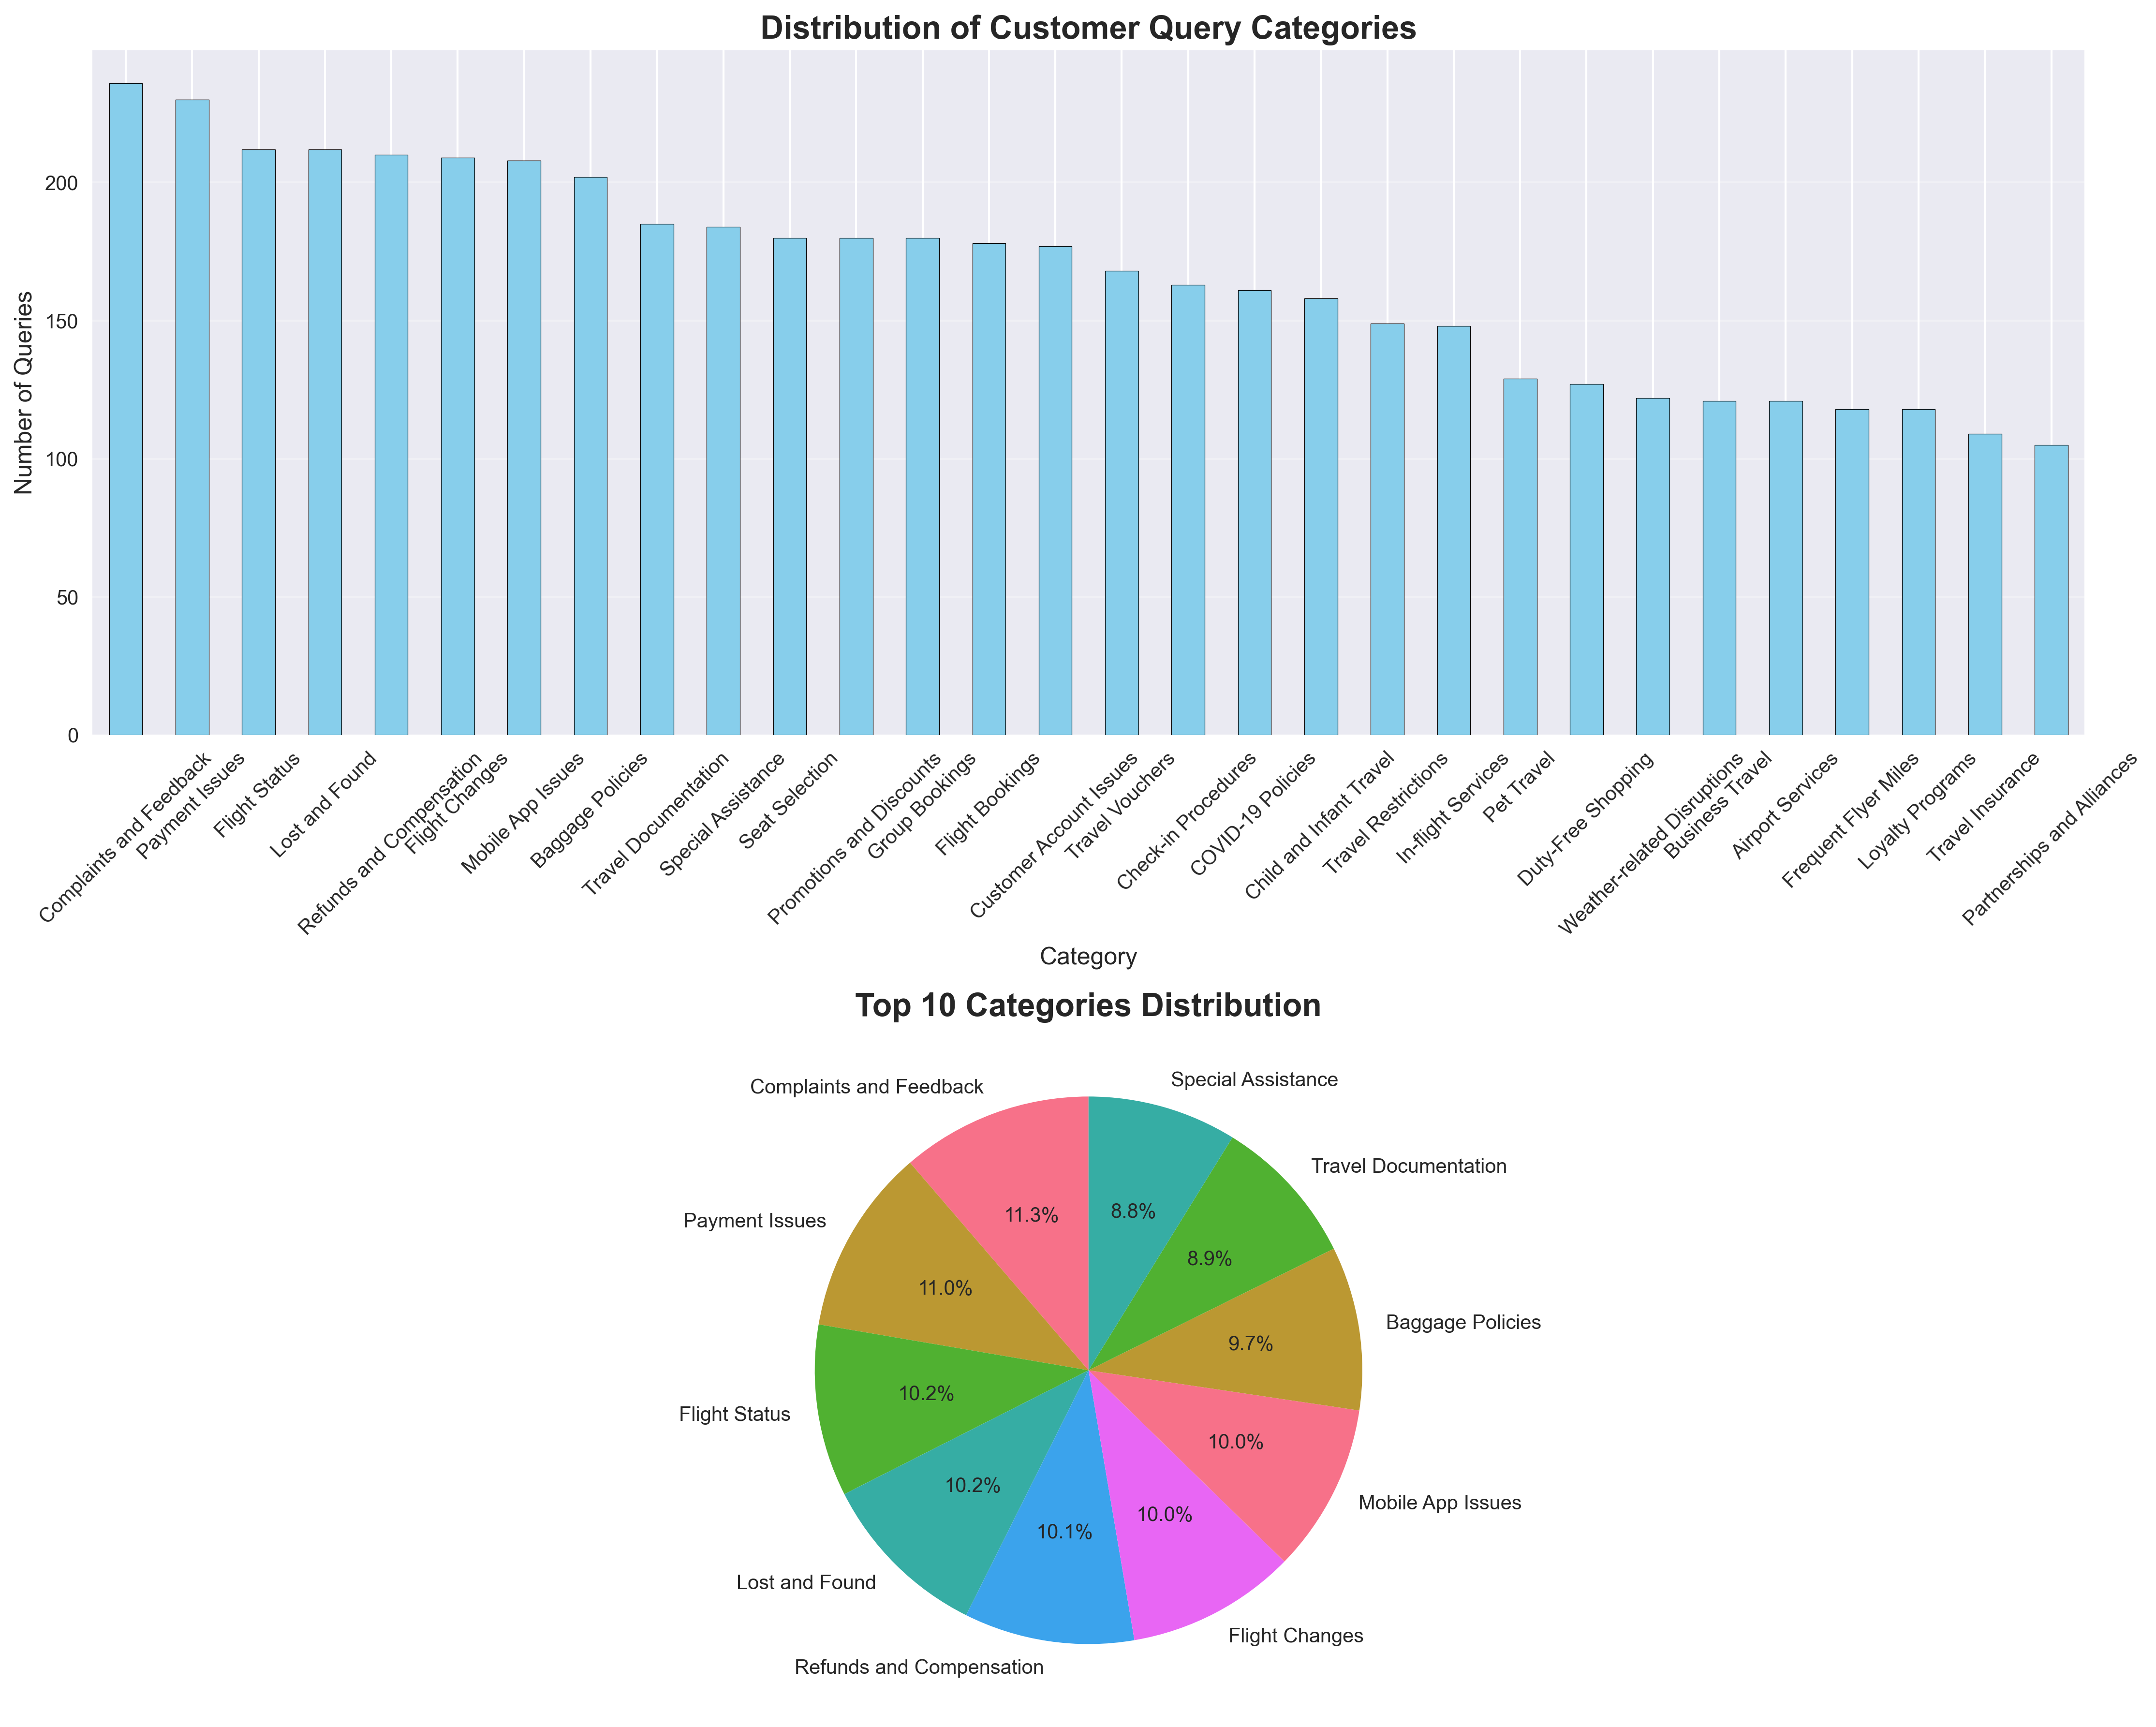 Distribution of Customer Query Categories
Number of Queries
200
150
100
50
0
Complaints and Feedback
Payment Issues
Flight Status
Lost and Found
Refunds and Compensation
Flight Changes
Mobile App Issues
Baggage Policies
Travel Documentation
Special Assistance
Seat Selection
Promotions and Discounts
Group Bookings
Flight Bookings
Customer Account Issues
Travel Vouchers
Check-in Procedures
COVID-19 Policies
Child and Infant Travel
Travel Restrictions
In-flight Services
Pet Travel
Duty-Free Shopping
Weather-related Disruptions
Business Travel
Airport Services
Frequent Flyer Miles
Loyalty Programs
Travel Insurance
Partnerships and Alliances
Category
Top 10 Categories Distribution
Complaints and Feedback
11.3%
Payment Issues
11.0%
Flight Status
10.2%
Lost and Found
10.2%
Refunds and Compensation
10.1%
Flight Changes
10.0%
Mobile App Issues
10.0%
Baggage Policies
9.7%
Travel Documentation
8.9%
Special Assistance
8.8%